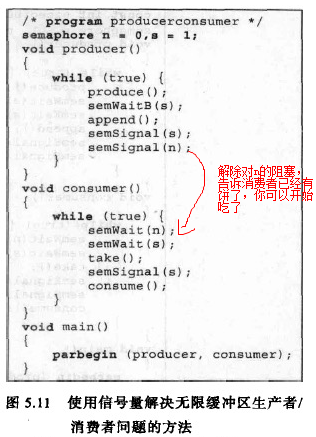 /* program producerconsumer */
semaphore n = 0,s = 1;
void producer()
{
while (true) {
produce();
semWaitB(s);
append();
semSignal(s);
semSignal(n);
}
}
void consumer()
{
while (true) {
semWait(n);
semWait(s);
take();
semSignal(s);
consume();
}
}
void main()
{
parbegin (producer, consumer);
}
解除对n的阻塞,
告诉消费者已经有
饼了,你可以开始
吃了
图 5.11 使用信号量解决无限缓冲区生产者/
消费者问题的方法